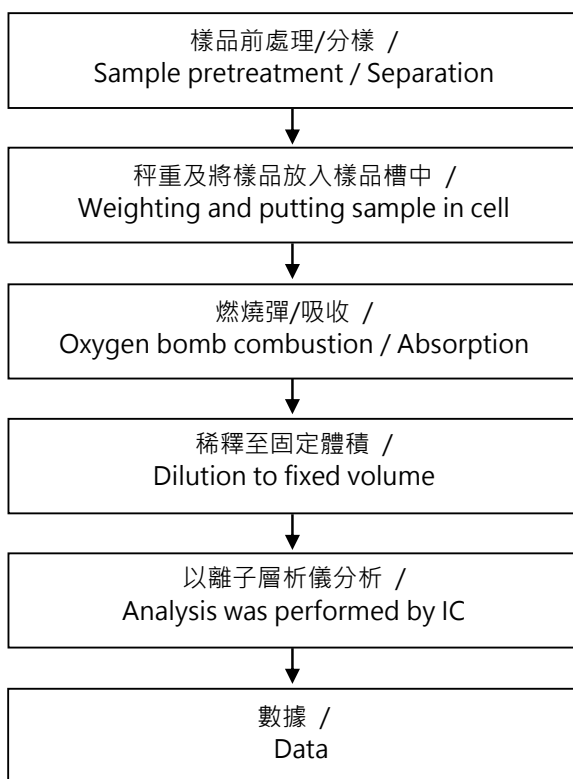 樣品前處理/分樣 /
Sample pretreatment / Separation
秤重及將樣品放入樣品槽中 /
Weighting and putting sample in cell
燃燒彈/吸收 /
Oxygen bomb combustion / Absorption
稀釋至固定體積 /
Dilution to fixed volume
以離子層析儀分析 /
Analysis was performed by IC
數據 /
Data